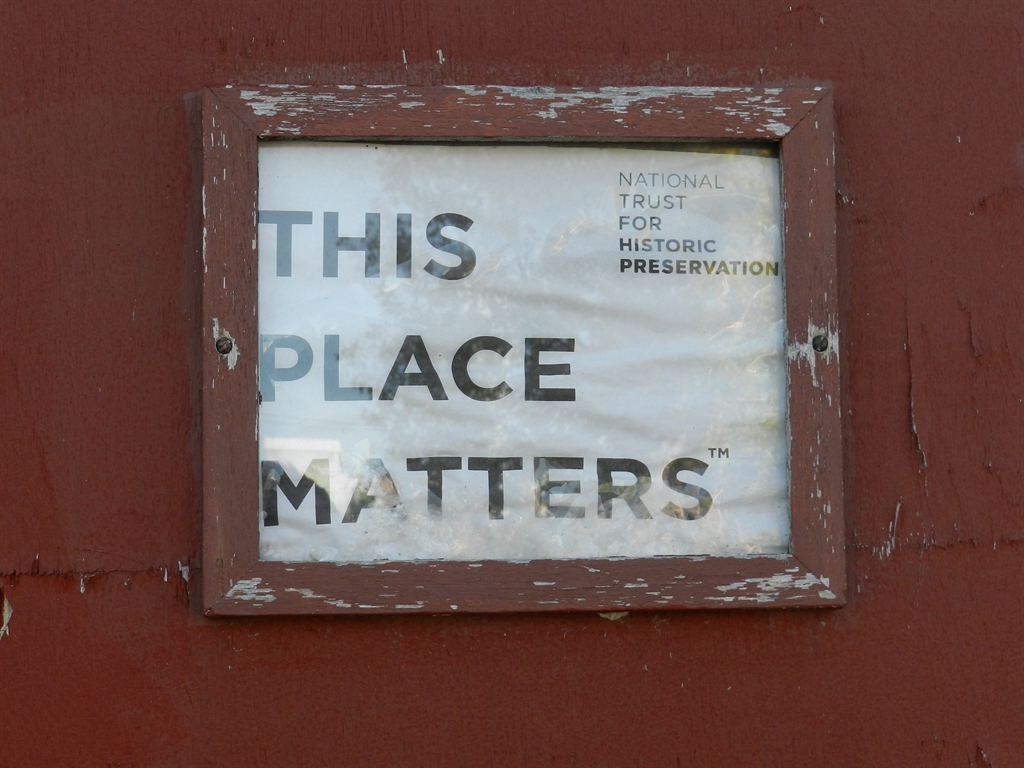 THIS
PLACE
MATTERS™
NATIONAL
TRUST
FOR
HISTORIC
PRESERVATION